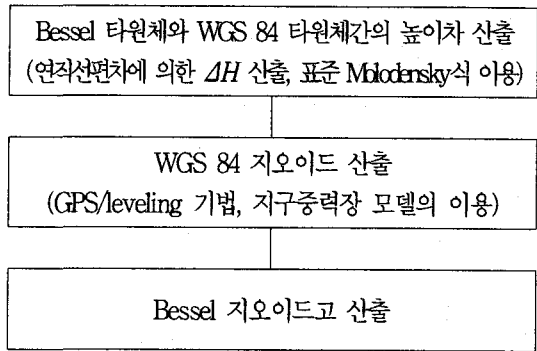 Bessel 타원체와 WGS 84 타원체간의 높이차 산출
(연직선편차에 의한 ΔH 산출, 표준 Molodensky식 이용)
WGS 84 지오이드 산출
(GPS/leveling 기법, 지구중력장 모델의 이용)
Bessel 지오이드고 산출